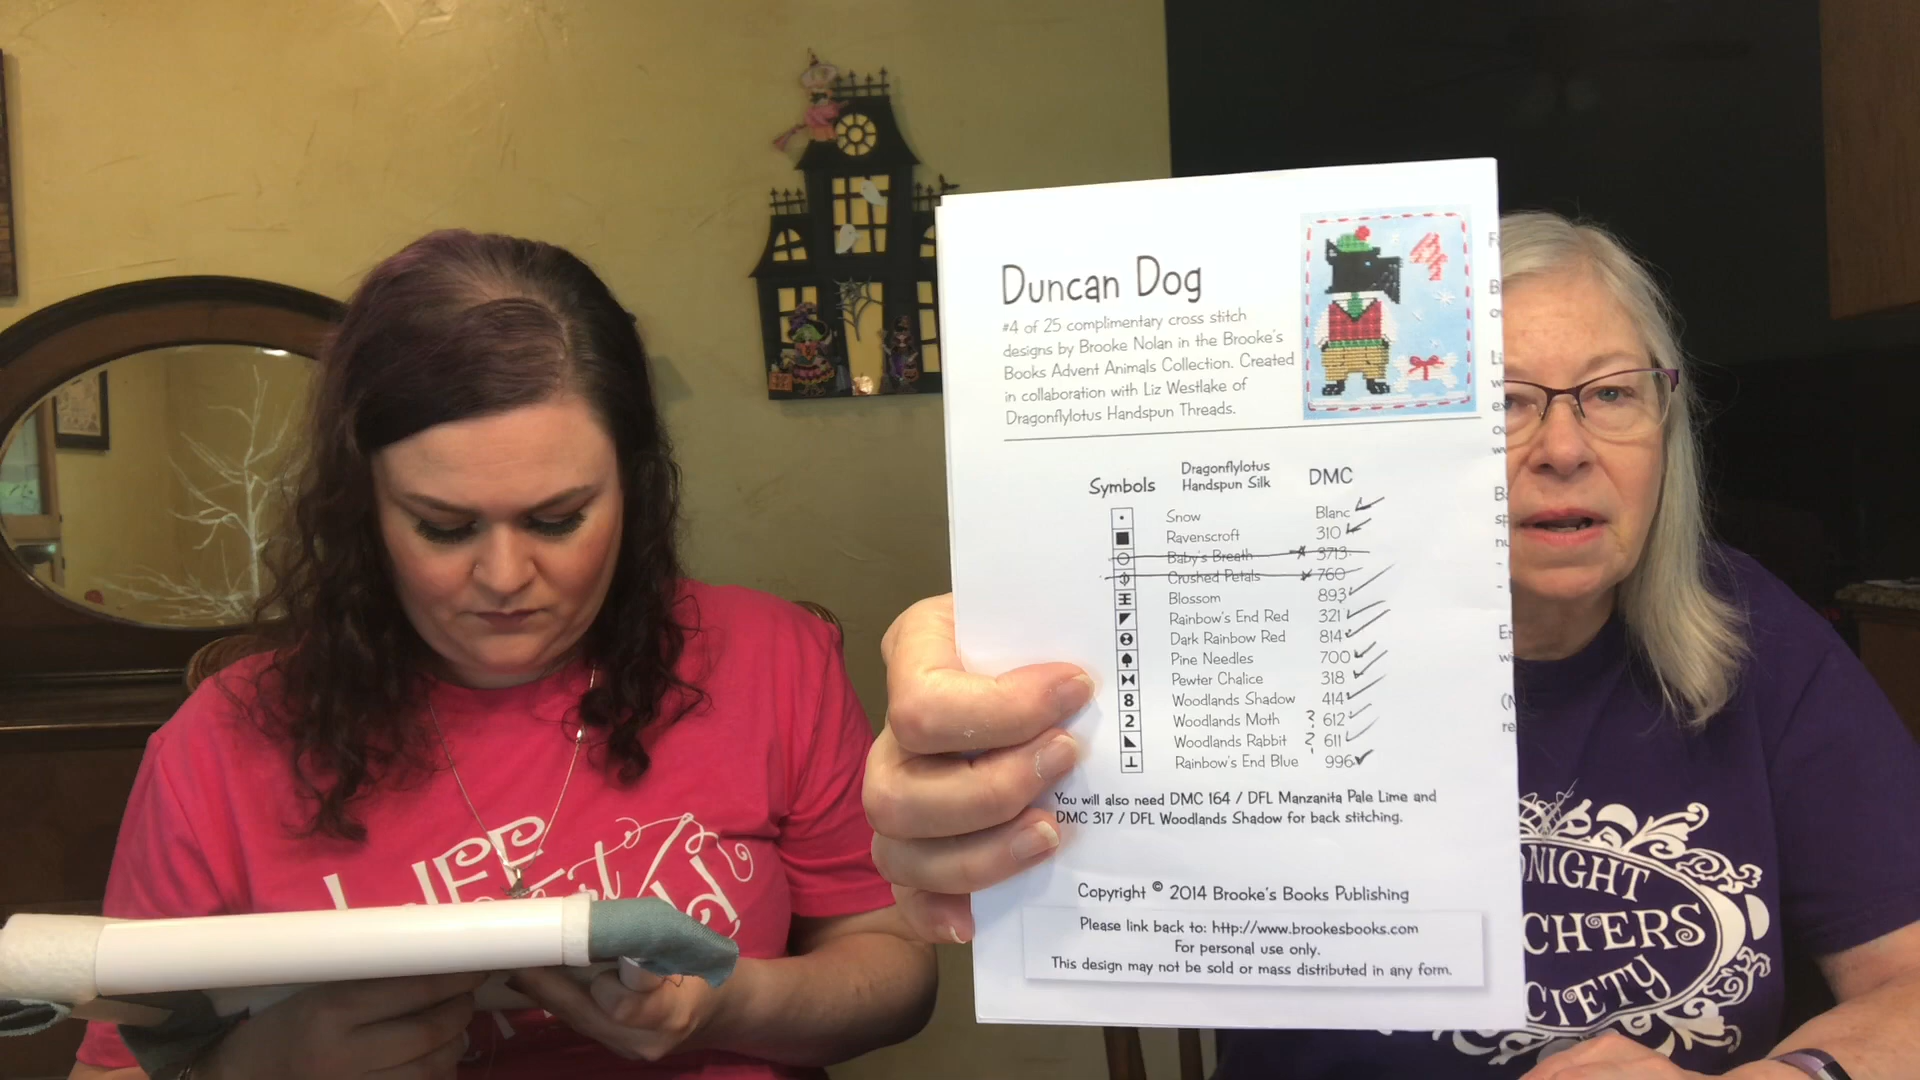 Duncan Dog
#4 of 25 complimentary cross stitch
designs by Brooke Nolan in the Brooke's
Books Advent Animals Collection. Created
in collaboration with Liz Westlake of
Dragonflylotus Handspun Threads.
4
Symbols Dragonflylotus Handspun Silk DMC
Snow Blanc
Ravenscroft 310
Baby's Breath 3713
Crushed Petals 760
Blossom 893
Rainbow's End Red 321
Dark Rainbow Red 814
Pine Needles 700
Pewter Chalice 318
8 Woodlands Shadow 414
2 Woodlands Moth ? 612
Woodlands Rabbit ? 611
Rainbow's End Blue 996
You will also need DMC 164 / DFL Manzanita Pale Lime and
DMC 317 / DFL Woodlands Shadow for back stitching.
Copyright © 2014 Brooke's Books Publishing
Please link back to: http://www.brookesbooks.com
For personal use only.
This design may not be sold or mass distributed in any form.
LIFE